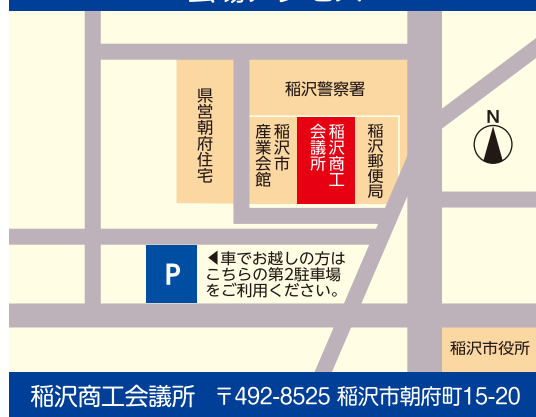 稲沢警察署
県営朝府住宅
稲沢市
産業会館
稲沢商工
会議所
稲沢郵便局
N
P
◀車でお越しの方は
こちらの第2駐車場
をご利用ください。
稲沢市役所
稲沢商工会議所 〒492-8525 稲沢市朝府町15-20